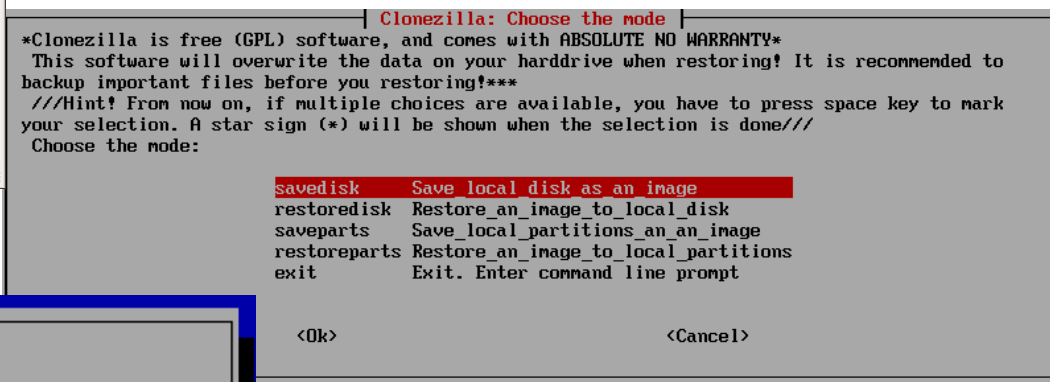 Clonezilla: Choose the mode
*Clonezilla is free (GPL) software, and comes with ABSOLUTE NO WARRANTY*
This software will overwrite the data on your harddrive when restoring! It is recommended to
backup important files before you restoring!***
///Hint! From now on, if multiple choices are available, you have to press space key to mark
your selection. A star sign (*) will be shown when the selection is done///
Choose the mode:
savedisk Save_local_disk_as_an_image
restoredisk Restore_an_image_to_local_disk
saveparts Save_local_partitions_an_an_image
restoreparts Restore_an_image_to_local_partitions
exit Exit. Enter command line prompt
<Ok> <Cancel>